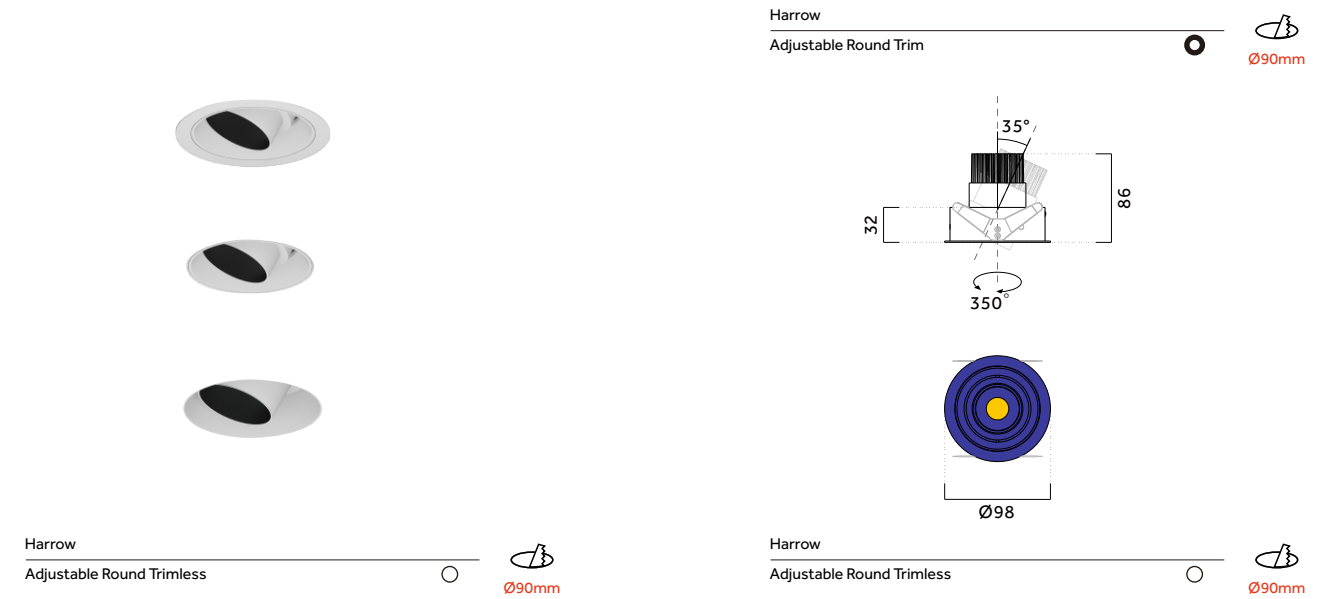 Harrow
Adjustable Round Trim
Ø90mm
35°
86
32
350°
Ø98
Harrow
Adjustable Round Trimless
Ø90mm
Harrow
Adjustable Round Trimless
Ø90mm